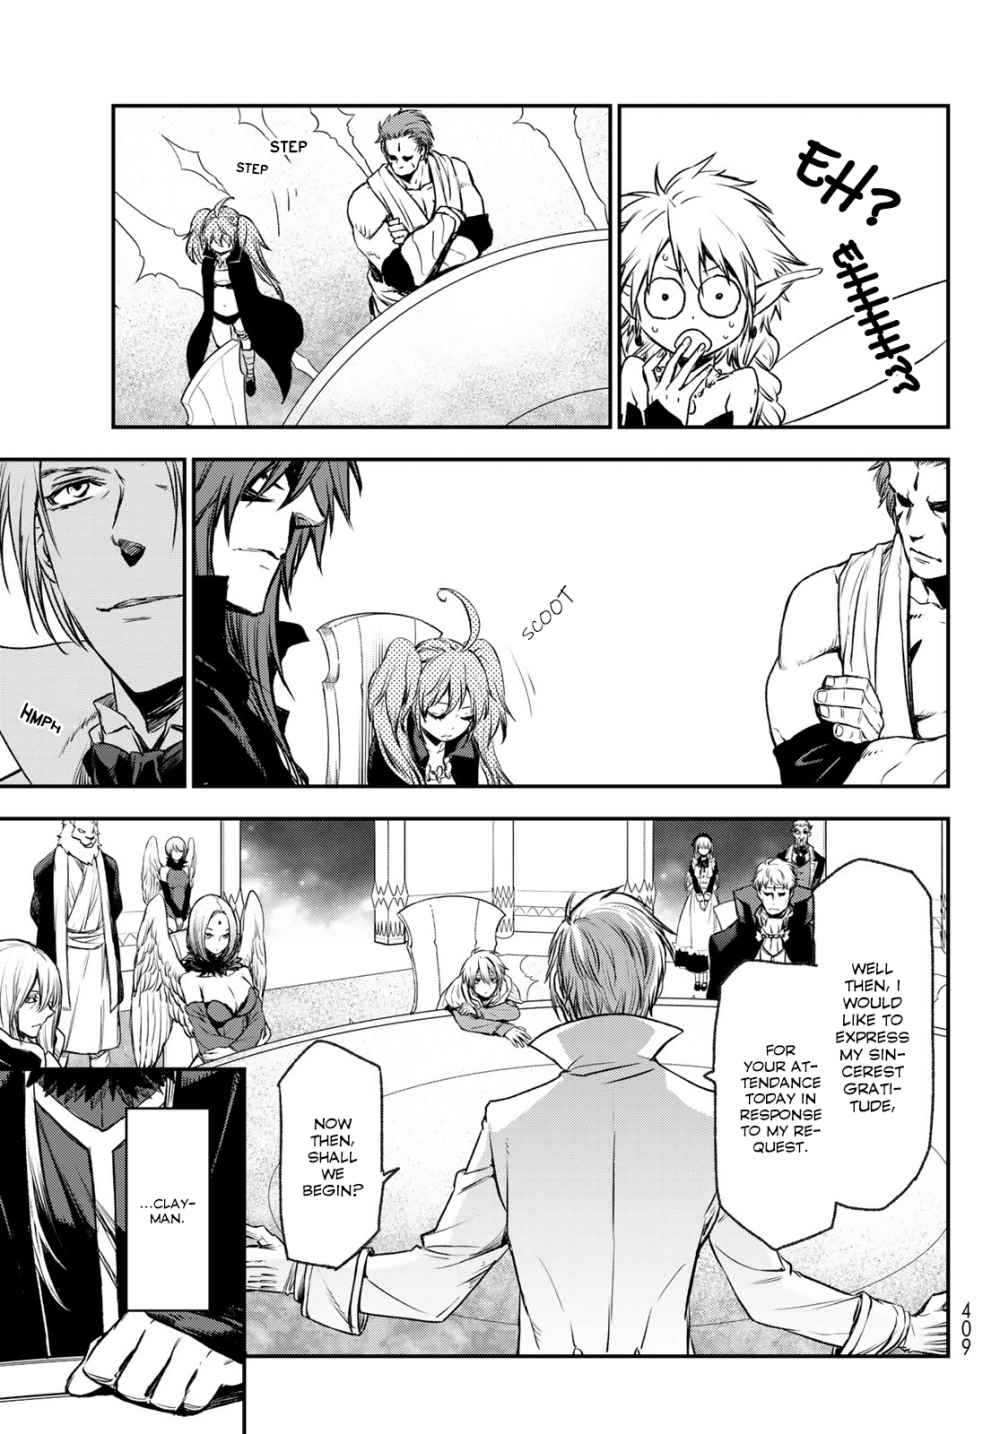 EH?
EHHHHHH??
STEP
STEP
SCOOT
HMPH
WELL
THEN, I
WOULD
LIKE TO
EXPRESS
MY SIN-
CEREST
GRATI-
TUDE,
FOR
YOUR AT-
TENDANCE
TODAY IN
RESPONSE
TO MY RE-
QUEST.
NOW
THEN,
SHALL
WE
BEGIN?
...CLAY-
MAN.
409